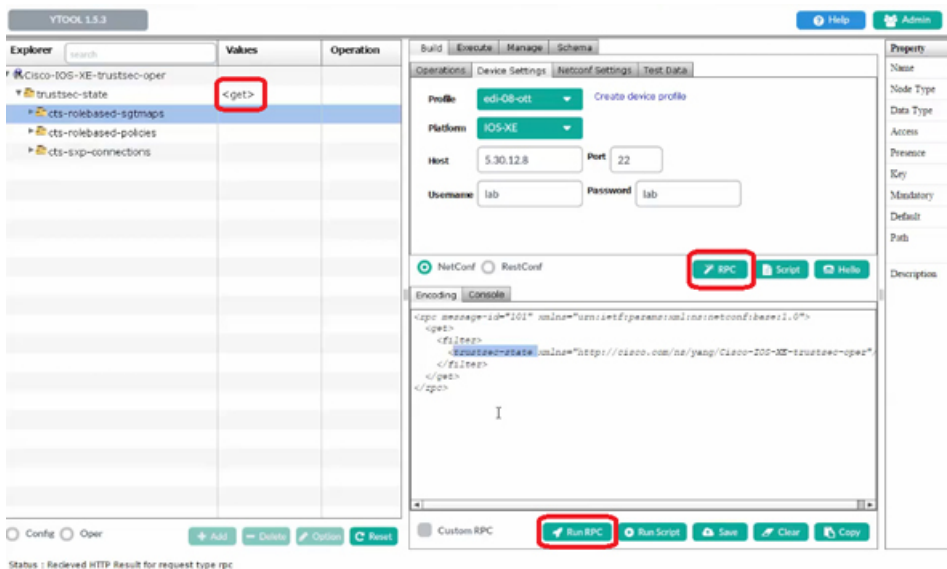 YTOOL 1.5.3
Help
Admin
Explorer
search
Values
Operation
Cisco-IOS-XE-trustsec-oper
trustsec-state
<get>
cts-rolebased-sgtmaps
cts-rolebased-policies
cts-sxp-connections
Build Execute Manage Schema
Operations Device Settings Netconf Settings Test Data
Profile edi-08-ott Create device profile
Platform IOS-XE
Host 5.30.12.8 Port 22
Username lab Password lab
NetConf RestConf RPC Script Hello
Encoding Console
<rpc message-id="101" xmlns="urn:ietf:params:xml:ns:netconf:base:1.0">
<get>
<filter>
<trustsec-state xmlns="http://cisco.com/ns/yang/Cisco-IOS-XE-trustsec-oper"/
</filter>
</get>
</rpc>
Custom RPC Run RPC Run Script Save Clear Copy
Config Oper Add Delete Option Reset
Property
Name
Node Type
Data Type
Access
Presence
Key
Mandatory
Default
Path
Description
Status : Recieved HTTP Result for request type rpc